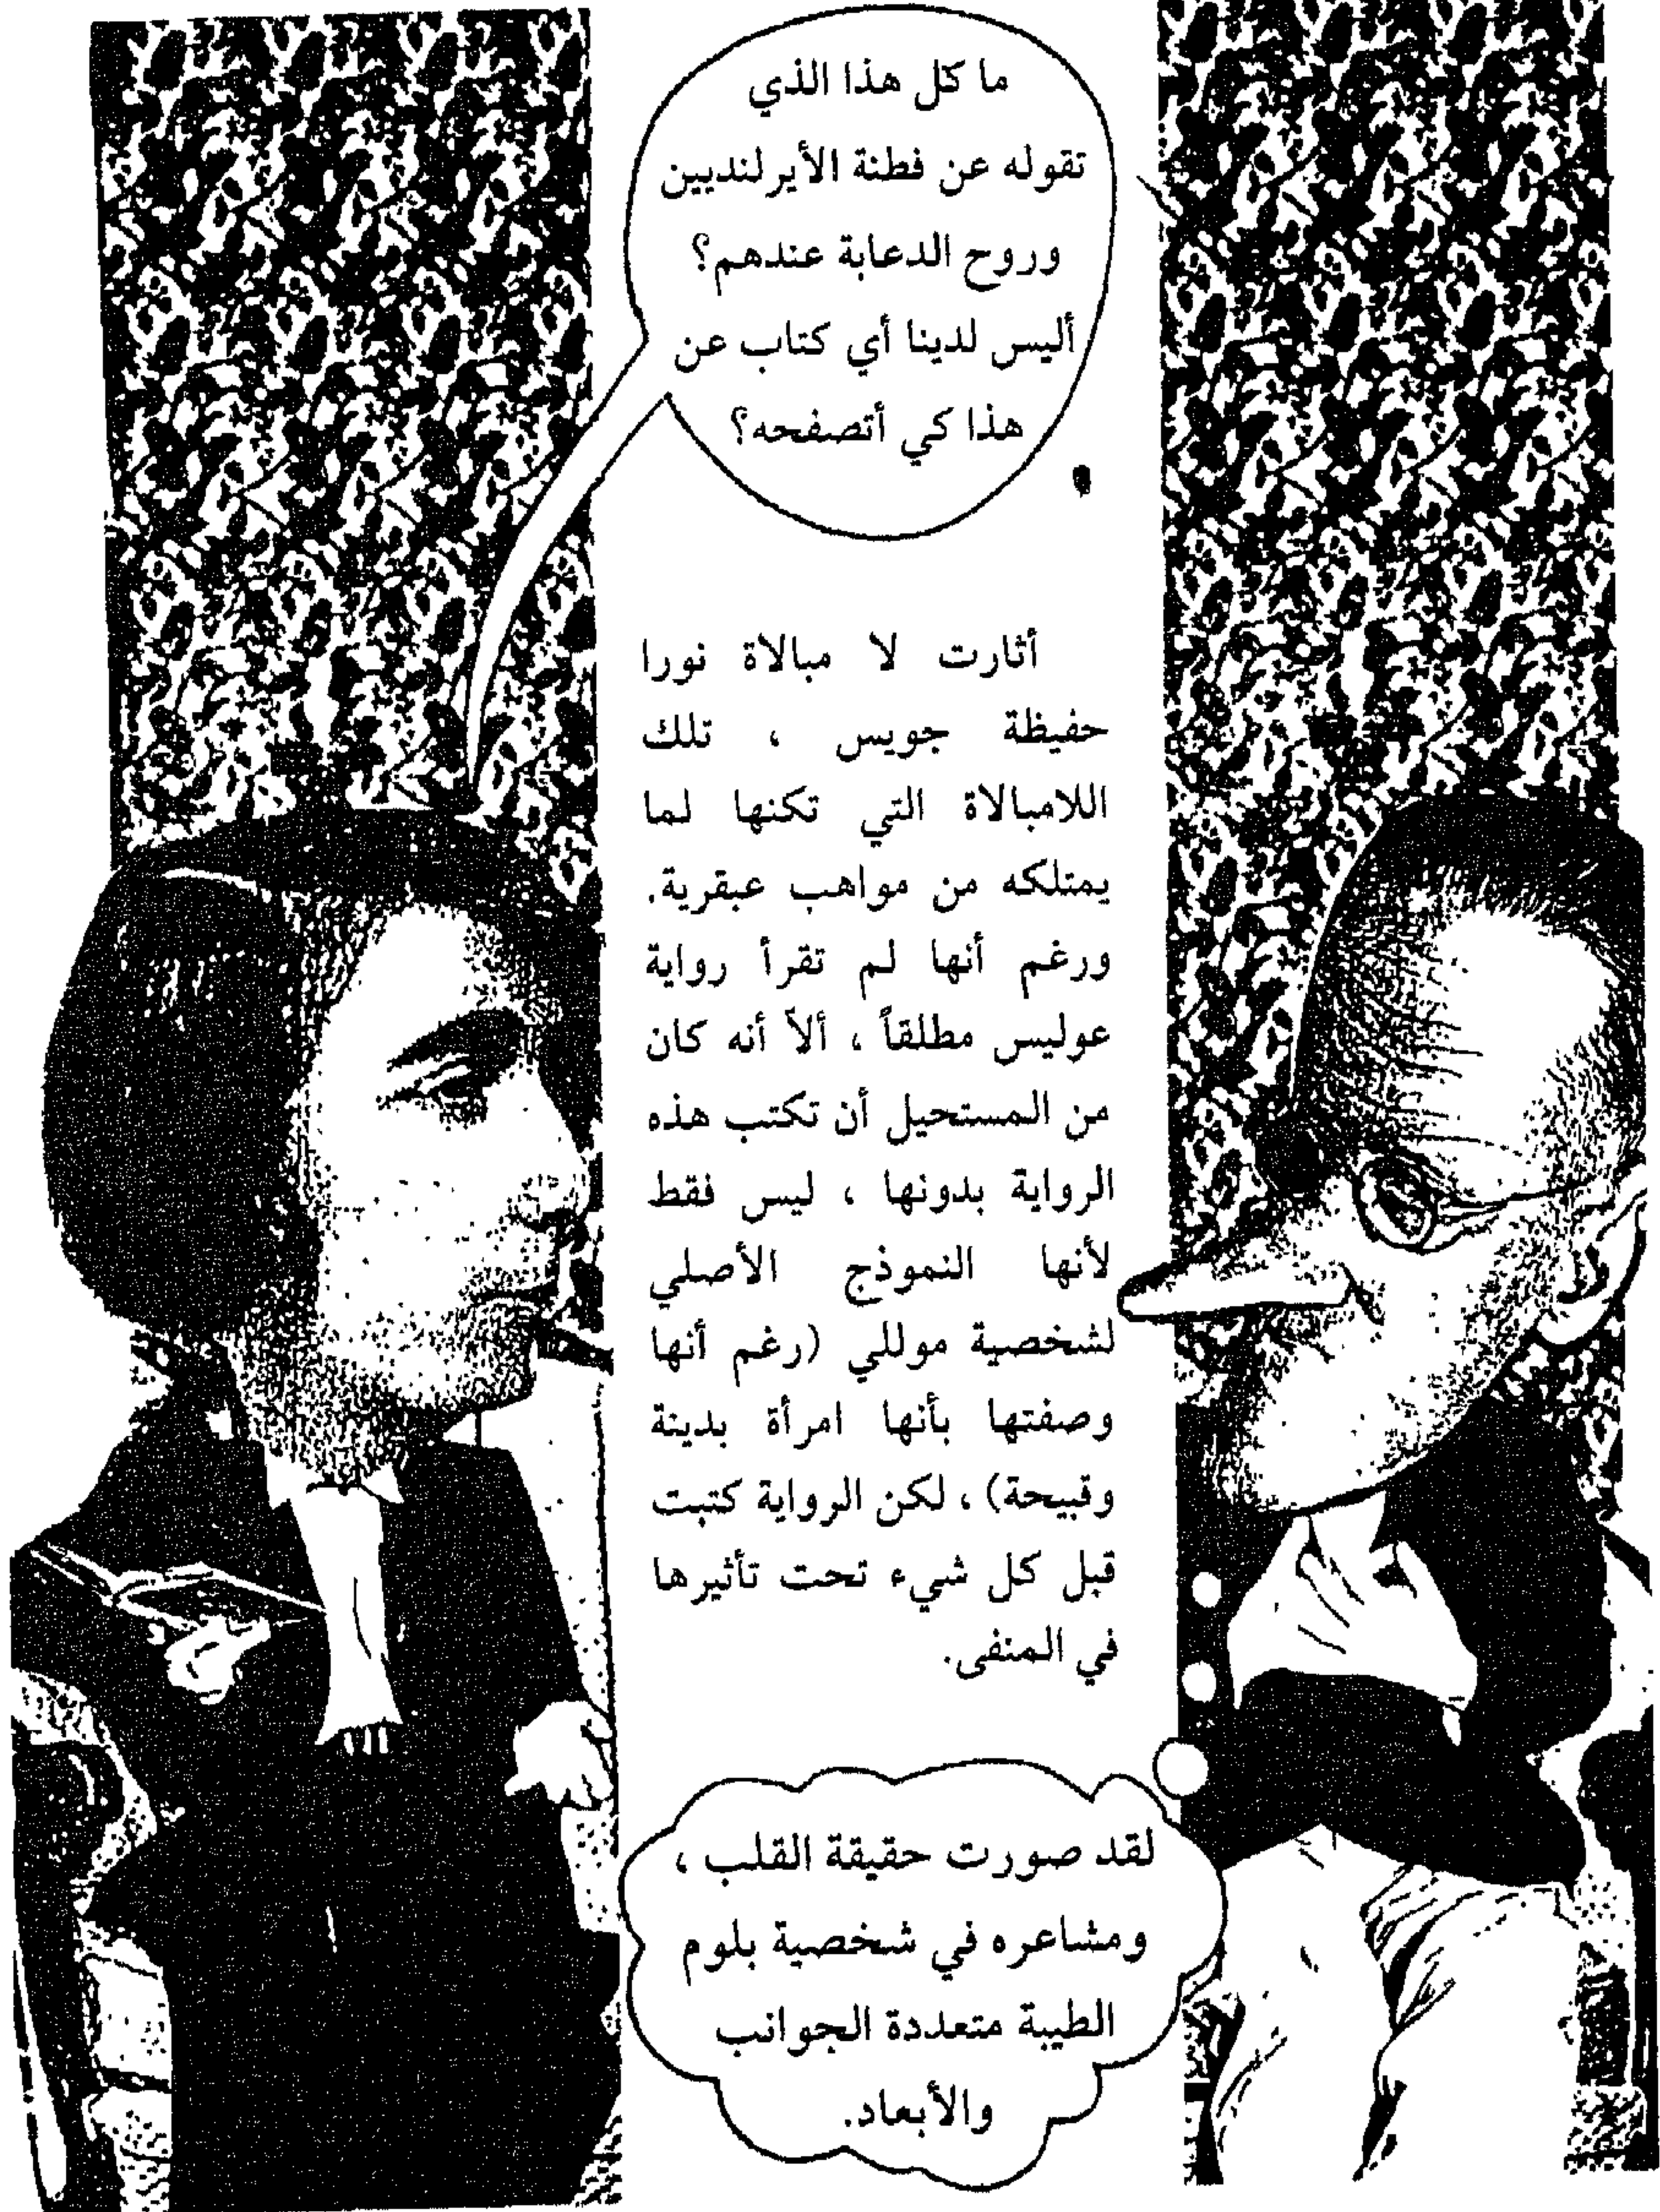 ما كل هذا الذي
تقوله عن فطنة الأيرلنديين
وروح الدعابة عندهم؟
أليس لدينا أي كتاب عن
هذا كي أتصفحه؟
أثارت لا مبالاة نورا
حفيظة جويس ، تلك
اللامبالاة التي تكنها لما
يمتلكه من مواهب عبقرية.
ورغم أنها لم تقرأ رواية
عوليس مطلقاً ، ألاّ أنه كان
من المستحيل أن تكتب هذه
الرواية بدونها ، ليس فقط
لأنها النموذج الأصلي
لشخصية موللي (رغم أنها
وصفتها بأنها امرأة بدينة
وقبيحة) ، لكن الرواية كتبت
قبل كل شيء تحت تأثيرها
في المنفى.
لقد صورت حقيقة القلب ،
ومشاعره في شخصية بلوم
الطيبة متعددة الجوانب
والأبعاد.